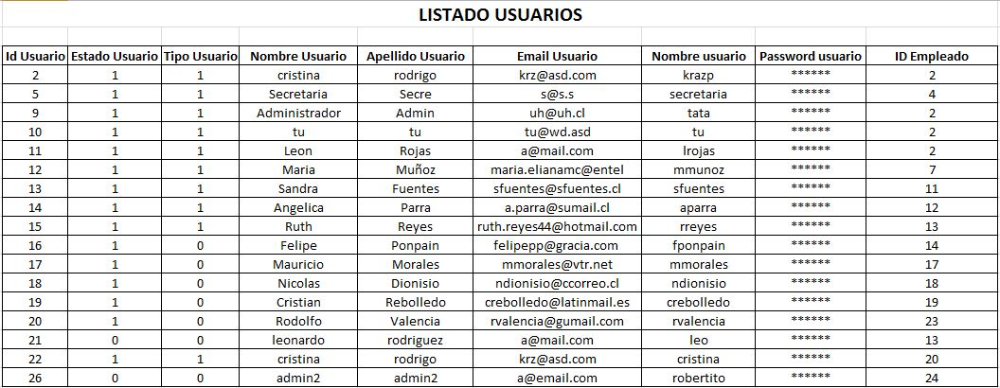 LISTADO USUARIOS
Id Usuario Estado Usuario Tipo Usuario Nombre Usuario Apellido Usuario Email Usuario Nombre usuario Password usuario ID Empleado
2 1 1 cristina rodrigo krz@asd.com krazp ****** 2
5 1 1 Secretaria Secre s@s.s secretaria ****** 4
9 1 1 Administrador Admin uh@uh.cl tata ****** 2
10 1 1 tu tu tu@wd.asd tu ****** 2
11 1 1 Leon Rojas a@mail.com lrojas ****** 2
12 1 1 Maria Muñoz maria.elianamc@entel mmunoz ****** 7
13 1 1 Sandra Fuentes sfuentes@sfuentes.cl sfuentes ****** 11
14 1 1 Angelica Parra a.parra@sumail.cl aparra ****** 12
15 1 1 Ruth Reyes ruth.reyes44@hotmail.com rreyes ****** 13
16 1 0 Felipe Ponpain felipepp@gracia.com fponpain ****** 14
17 1 0 Mauricio Morales mmorales@vtr.net mmorales ****** 17
18 1 0 Nicolas Dionisio ndionisio@ccorreo.cl ndionisio ****** 18
19 1 0 Cristian Rebolledo crebolledo@latinmail.es crebolledo ****** 19
20 1 0 Rodolfo Valencia rvalencia@gumail.com rvalencia ****** 23
21 0 0 leonardo rodriguez a@mail.com leo ****** 13
22 1 1 cristina rodrigo krz@asd.com cristina ****** 20
26 0 0 admin2 admin2 a@email.com robertito ****** 24